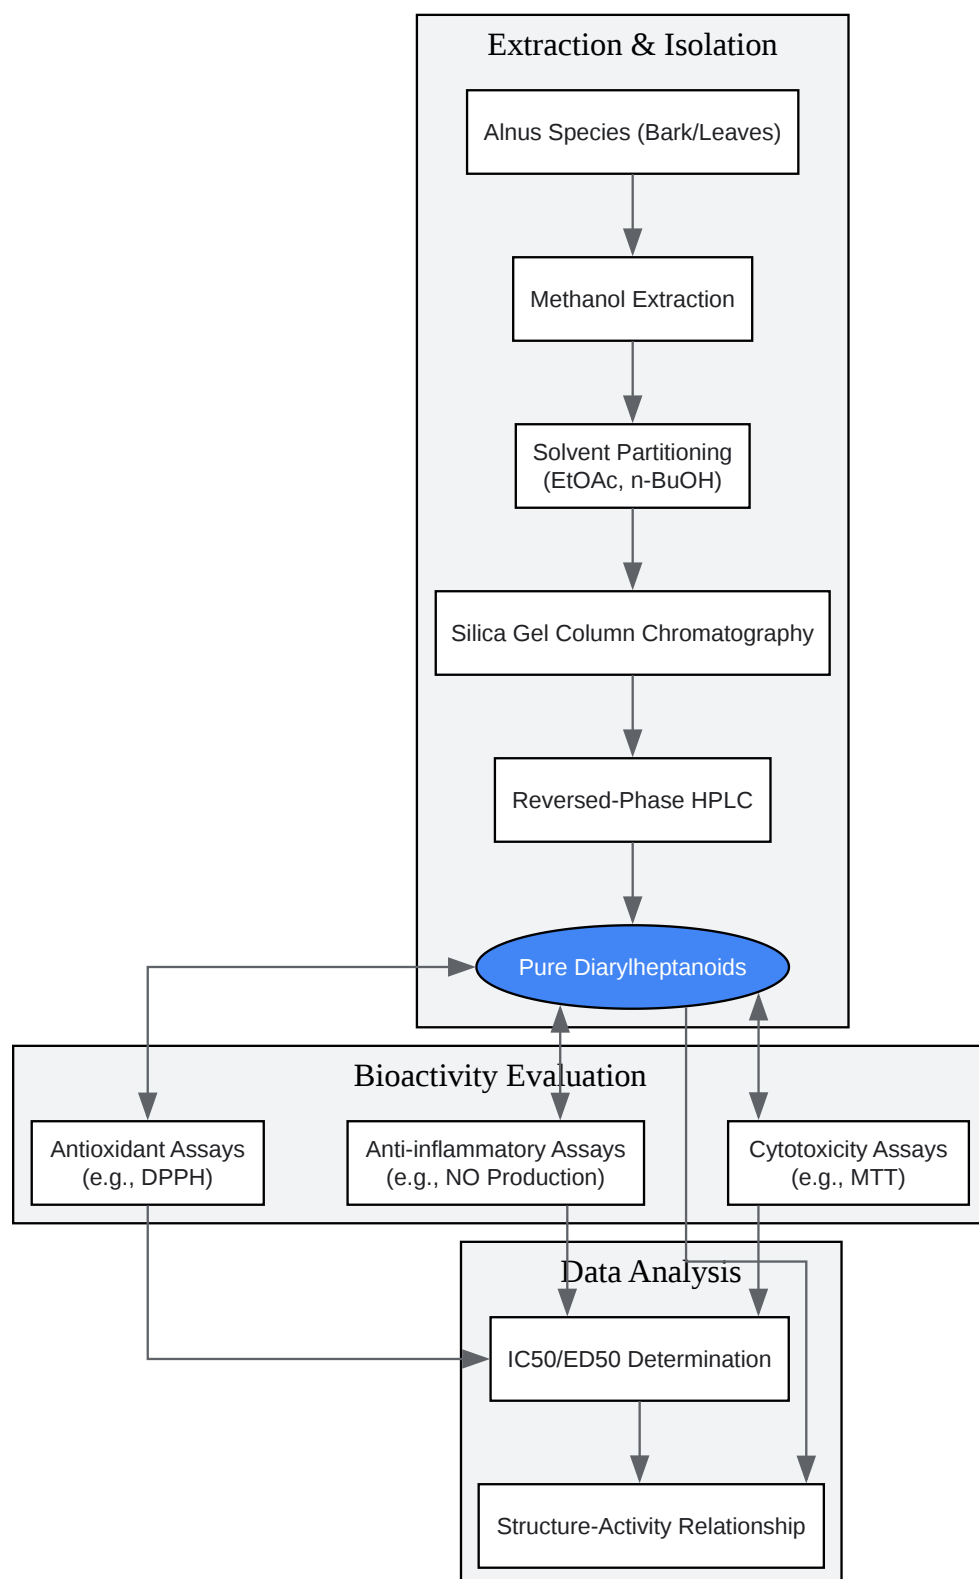 Extraction & Isolation
Alnus Species (Bark/Leaves)
Methanol Extraction
Solvent Partitioning
(EtOAc, n-BuOH)
Silica Gel Column Chromatography
Reversed-Phase HPLC
Pure Diarylheptanoids
Bioactivity Evaluation
Antioxidant Assays
(e.g., DPPH)
Anti-inflammatory Assays
(e.g., NO Production)
Cytotoxicity Assays
(e.g., MTT)
Data Analysis
IC50/ED50 Determination
Structure-Activity Relationship